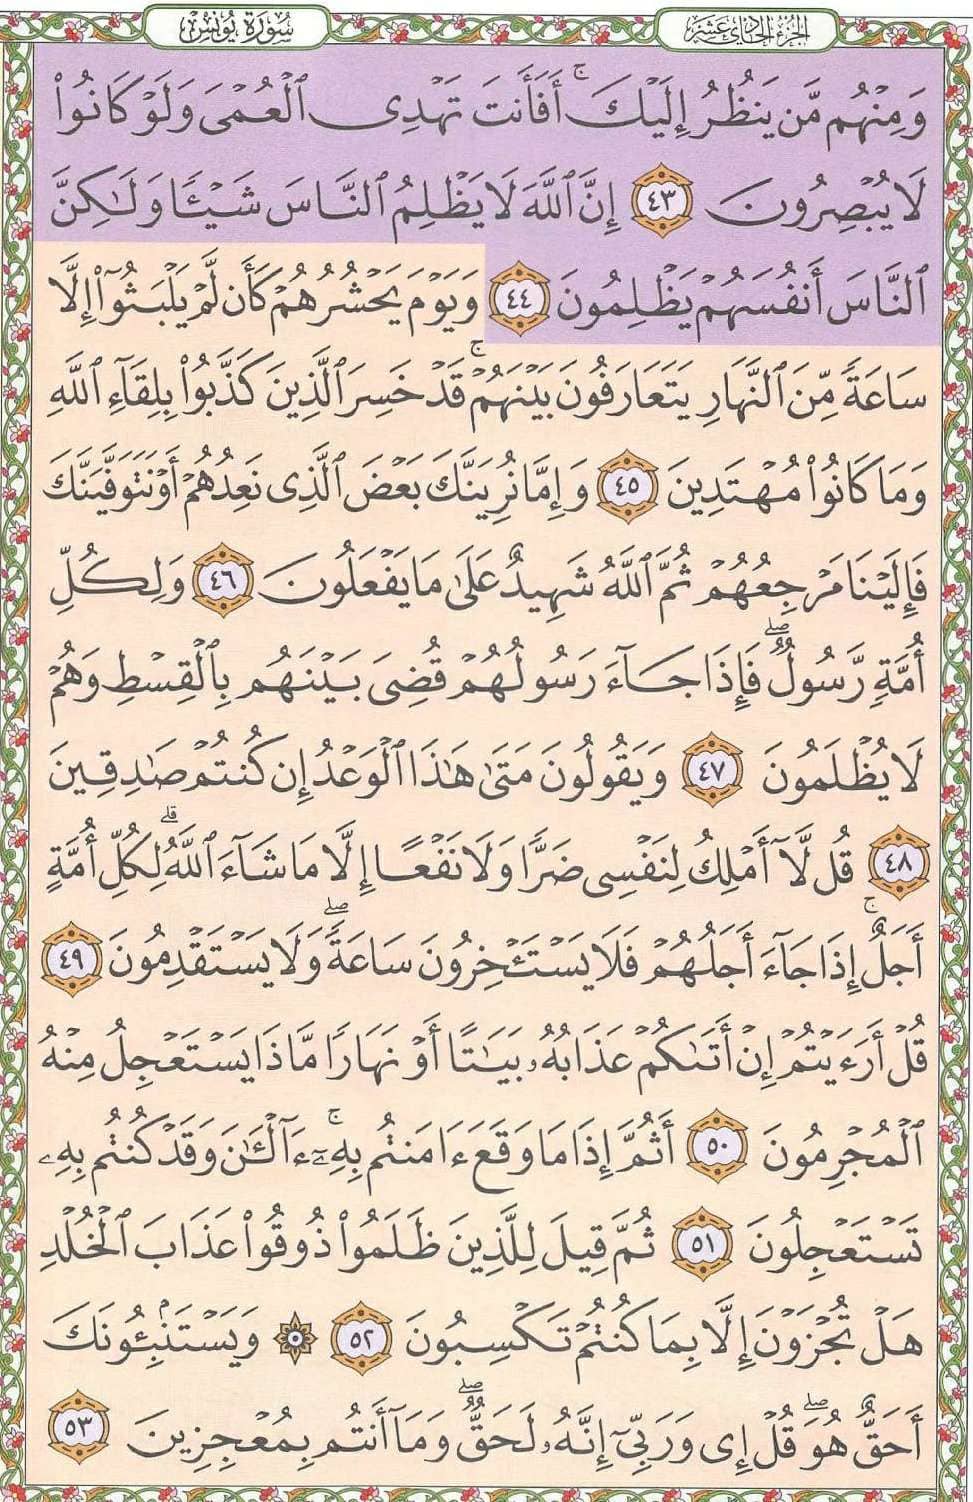 الجزء الحادي عشر
سورة يونس
وَمِنْهُم مَّن يَنظُرُ إِلَيْكَ ۚ أَفَأَنتَ تَهْدِى ٱلْعُمْىَ وَلَوْ كَانُوا۟
لَا يُبْصِرُونَ ٤٣ إِنَّ ٱللَّهَ لَا يَظْلِمُ ٱلنَّاسَ شَيْـًٔا وَلَـٰكِنَّ
ٱلنَّاسَ أَنفُسَهُمْ يَظْلِمُونَ ٤٤ وَيَوْمَ يَحْشُرُهُمْ كَأَن لَّمْ يَلْبَثُوٓا۟ إِلَّا
سَاعَةً مِّنَ ٱلنَّهَارِ يَتَعَارَفُونَ بَيْنَهُمْ ۚ قَدْ خَسِرَ ٱلَّذِينَ كَذَّبُوا۟ بِلِقَآءِ ٱللَّهِ
وَمَا كَانُوا۟ مُهْتَدِينَ ٤٥ وَإِمَّا نُرِيَنَّكَ بَعْضَ ٱلَّذِى نَعِدُهُمْ أَوْ نَتَوَفَّيَنَّكَ
فَإِلَيْنَا مَرْجِعُهُمْ ثُمَّ ٱللَّهُ شَهِيدٌ عَلَىٰ مَا يَفْعَلُونَ ٤٦ وَلِكُلِّ
أُمَّةٍ رَّسُولٌ ۖ فَإِذَا جَآءَ رَسُولُهُمْ قُضِىَ بَيْنَهُم بِٱلْقِسْطِ وَهُمْ
لَا يُظْلَمُونَ ٤٧ وَيَقُولُونَ مَتَىٰ هَـٰذَا ٱلْوَعْدُ إِن كُنتُمْ صَـٰدِقِينَ
٤٨ قُل لَّآ أَمْلِكُ لِنَفْسِى ضَرًّا وَلَا نَفْعًا إِلَّا مَا شَآءَ ٱللَّهُ ۗ لِكُلِّ أُمَّةٍ
أَجَلٌ ۚ إِذَا جَآءَ أَجَلُهُمْ فَلَا يَسْتَـْٔخِرُونَ سَاعَةً ۖ وَلَا يَسْتَقْدِمُونَ ٤٩
قُلْ أَرَءَيْتُمْ إِنْ أَتَىٰكُمْ عَذَابُهُۥ بَيَـٰتًا أَوْ نَهَارًا مَّاذَا يَسْتَعْجِلُ مِنْهُ
ٱلْمُجْرِمُونَ ٥٠ أَثُمَّ إِذَا مَا وَقَعَ ءَامَنتُم بِهِۦٓ ۚ ءَآلْـَٔـٰنَ وَقَدْ كُنتُم بِهِۦ
تَسْتَعْجِلُونَ ٥١ ثُمَّ قِيلَ لِلَّذِينَ ظَلَمُوا۟ ذُوقُوا۟ عَذَابَ ٱلْخُلْدِ
هَلْ تُجْزَوْنَ إِلَّا بِمَا كُنتُمْ تَكْسِبُونَ ٥٢ ۞ وَيَسْتَنۢبِـُٔونَكَ
أَحَقٌّ هُوَ ۖ قُلْ إِى وَرَبِّىٓ إِنَّهُۥ لَحَقٌّ ۖ وَمَآ أَنتُم بِمُعْجِزِينَ ٥٣